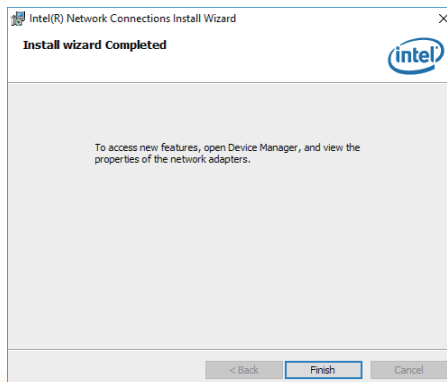 Intel(R) Network Connections Install Wizard
Install wizard Completed
intel
To access new features, open Device Manager, and view the
properties of the network adapters.
< Back
Finish
Cancel